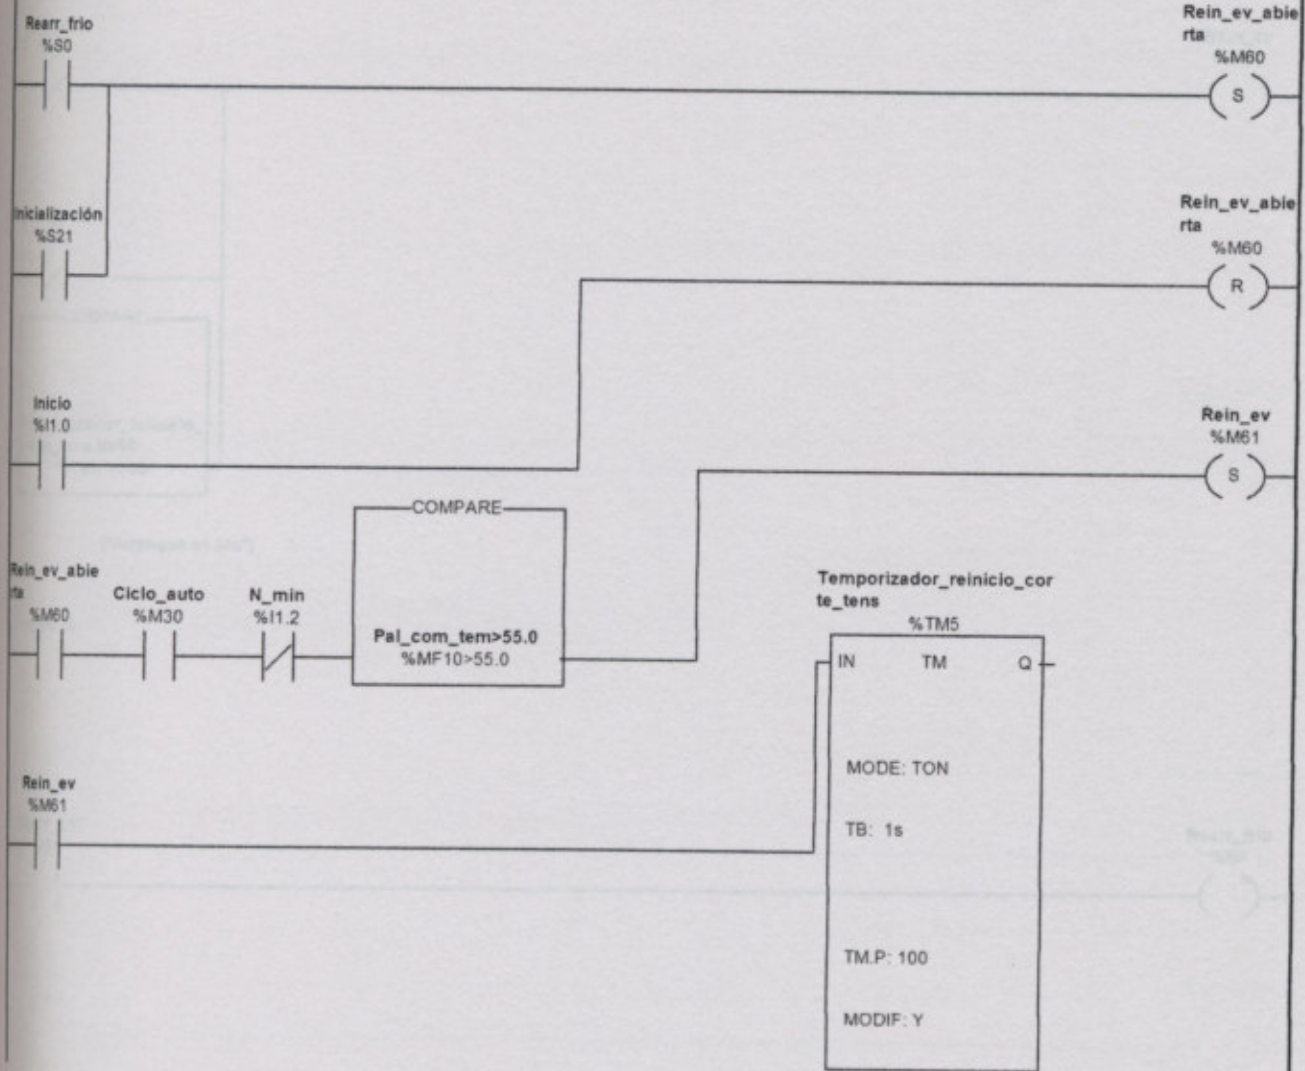 Rearr_frio
%S0
Rein_ev_abie
rta
%M60
S
Inicialización
%S21
Rein_ev_abie
rta
%M60
R
Inicio
%I1.0
Rein_ev
%M61
S
COMPARE
Rein_ev_abie
rta
%M60
Ciclo_auto
%M30
N_min
%I1.2
Pal_com_tem>55.0
%MF10>55.0
Temporizador_reinicio_cor
te_tens
%TM5
IN TM Q
MODE: TON
TB: 1s
Rein_ev
%M61
TM.P: 100
MODIF: Y